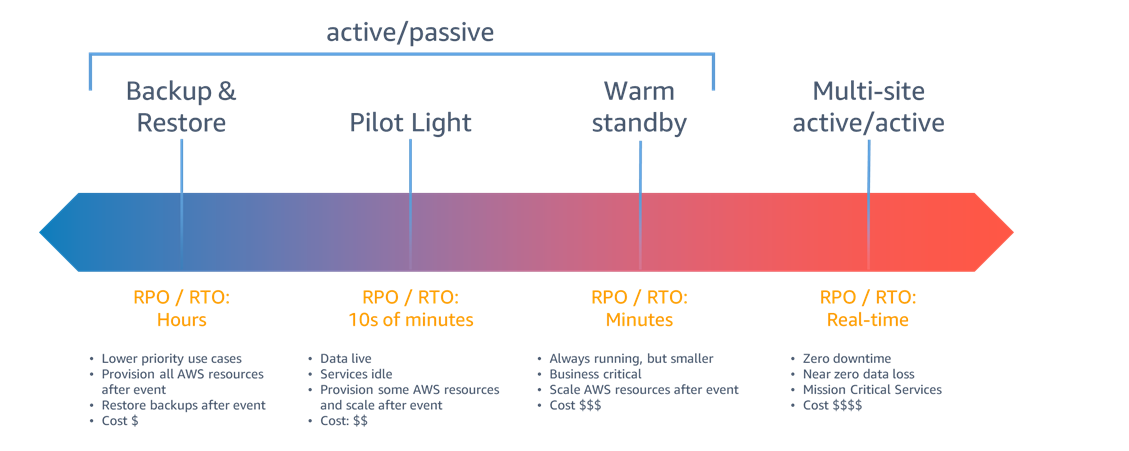 active/passive
Backup &
Restore
Pilot Light
Warm
standby
Multi-site
active/active
RPO / RTO:
Hours
RPO / RTO:
10s of minutes
RPO / RTO:
Minutes
RPO / RTO:
Real-time
• Lower priority use cases
• Provision all AWS resources
after event
• Restore backups after event
• Cost $
• Data live
• Services idle
• Provision some AWS resources
and scale after event
• Cost: $$
• Always running, but smaller
• Business critical
• Scale AWS resources after event
• Cost $$$
• Zero downtime
• Near zero data loss
• Mission Critical Services
• Cost $$$$